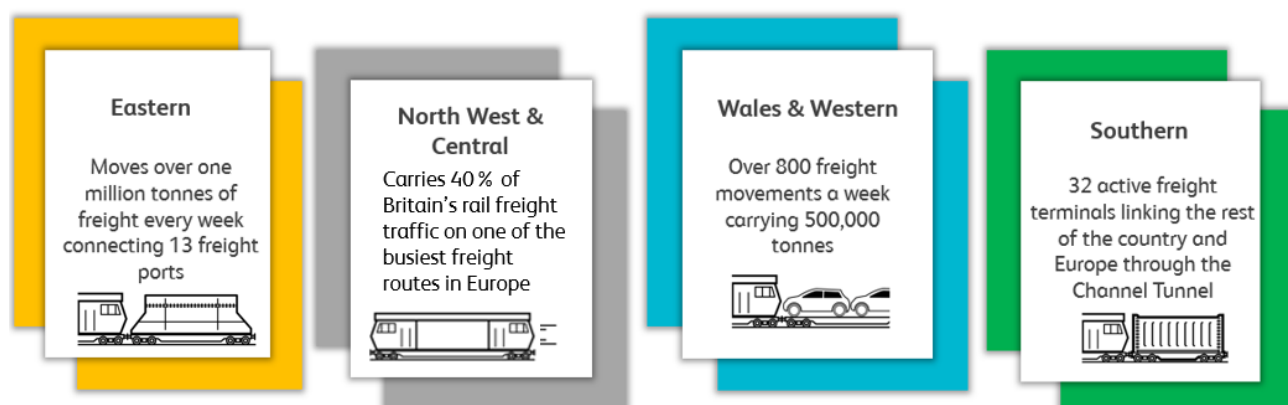 Eastern
Moves over one
million tonnes of
freight every week
connecting 13 freight
ports
North West &
Central
Carries 40 % of
Britain's rail freight
traffic on one of the
busiest freight
routes in Europe
Wales & Western
Over 800 freight
movements a week
carrying 500,000
tonnes
Southern
32 active freight
terminals linking the rest
of the country and
Europe through the
Channel Tunnel